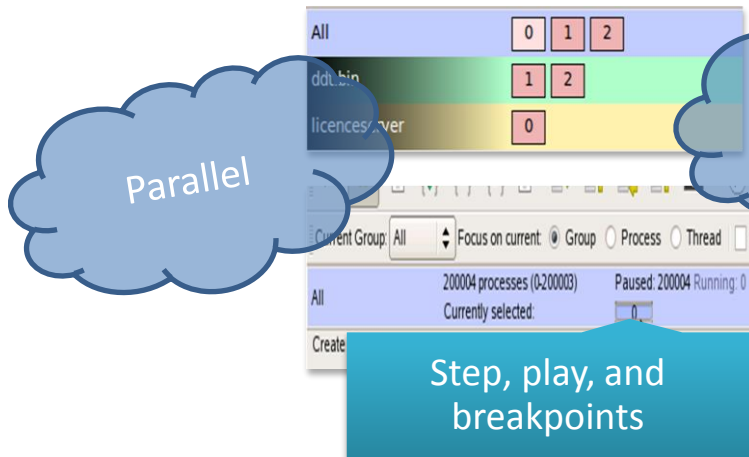 All 0 1 2
ddt.bin 1 2
licenceserver 0
Parallel
Current Group: All Focus on current: Group Process Thread
200004 processes (0-200003) Paused: 200004 Running: 0
All
Currently selected: 0
Create
Step, play, and
breakpoints